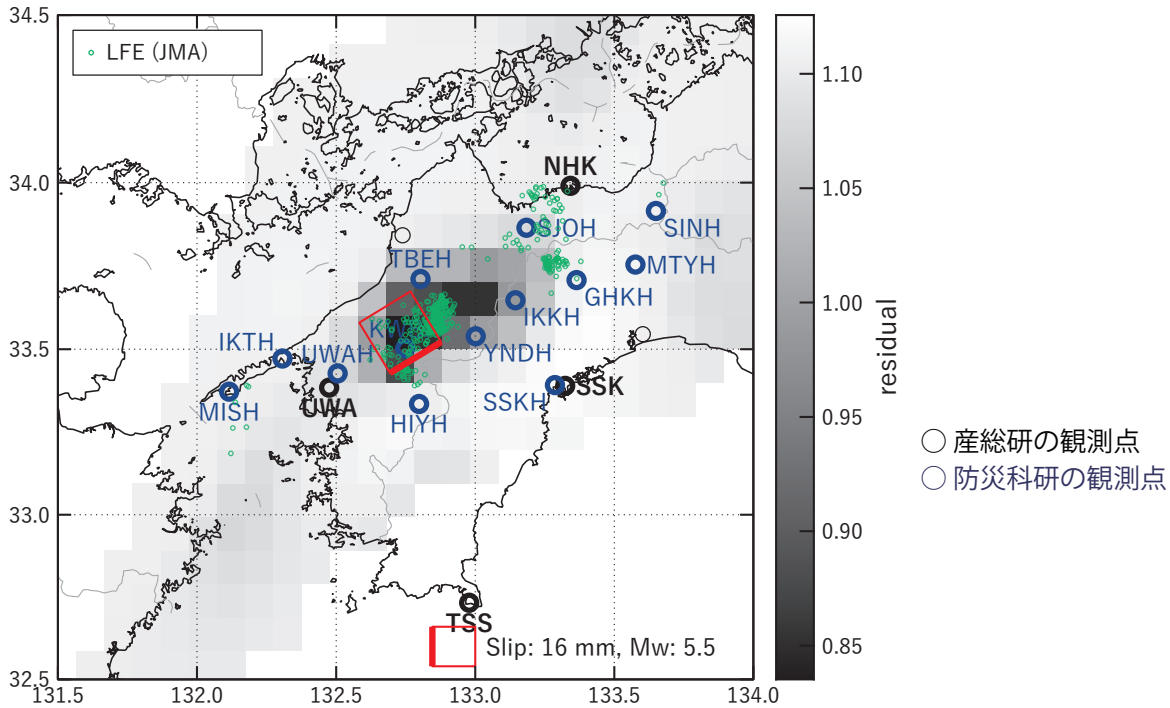 34.5
34.0
33.5
33.0
32.5
131.5
132.0
132.5
133.0
133.5
134.0
LFE (JMA)
NHK
SJOH
SINH
TBEH
MTYH
GHKH
IKKH
IKTH
UWAH
YNDH
MISH
UWA
HIYH
SSKH
SSK
TSS
Slip: 16 mm, Mw: 5.5
1.10
1.05
1.00
0.95
0.90
0.85
residual
産総研の観測点
防災科研の観測点